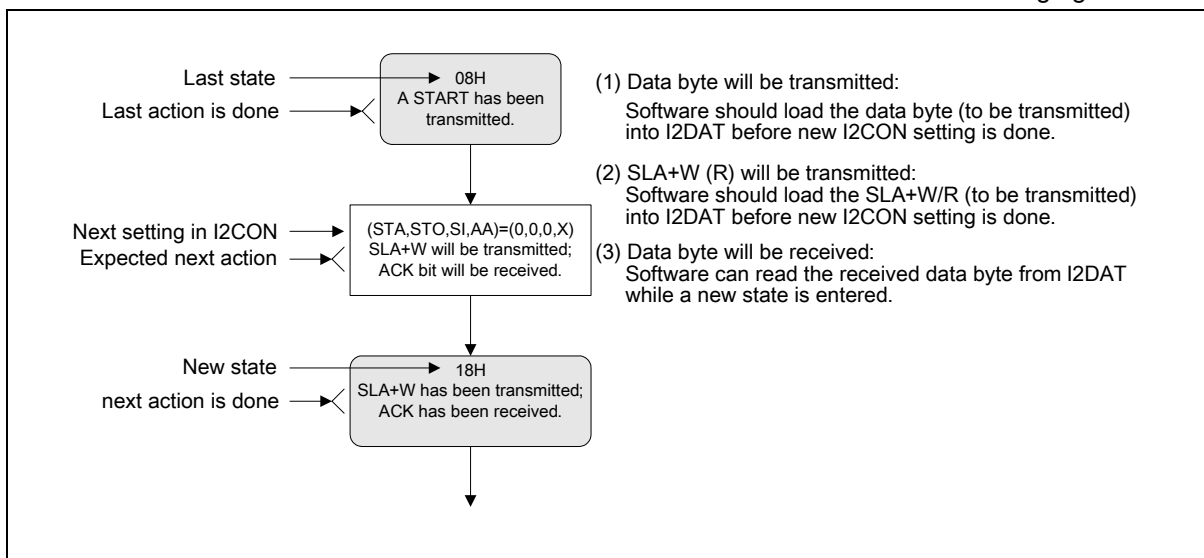 Last state
Last action is done
08H
A START has been
transmitted.
Next setting in I2CON
Expected next action
(STA,STO,SI,AA)=(0,0,0,X)
SLA+W will be transmitted;
ACK bit will be received.
New state
next action is done
18H
SLA+W has been transmitted;
ACK has been received.
(1) Data byte will be transmitted:
Software should load the data byte (to be transmitted)
into I2DAT before new I2CON setting is done.
(2) SLA+W (R) will be transmitted:
Software should load the SLA+W/R (to be transmitted)
into I2DAT before new I2CON setting is done.
(3) Data byte will be received:
Software can read the received data byte from I2DAT
while a new state is entered.